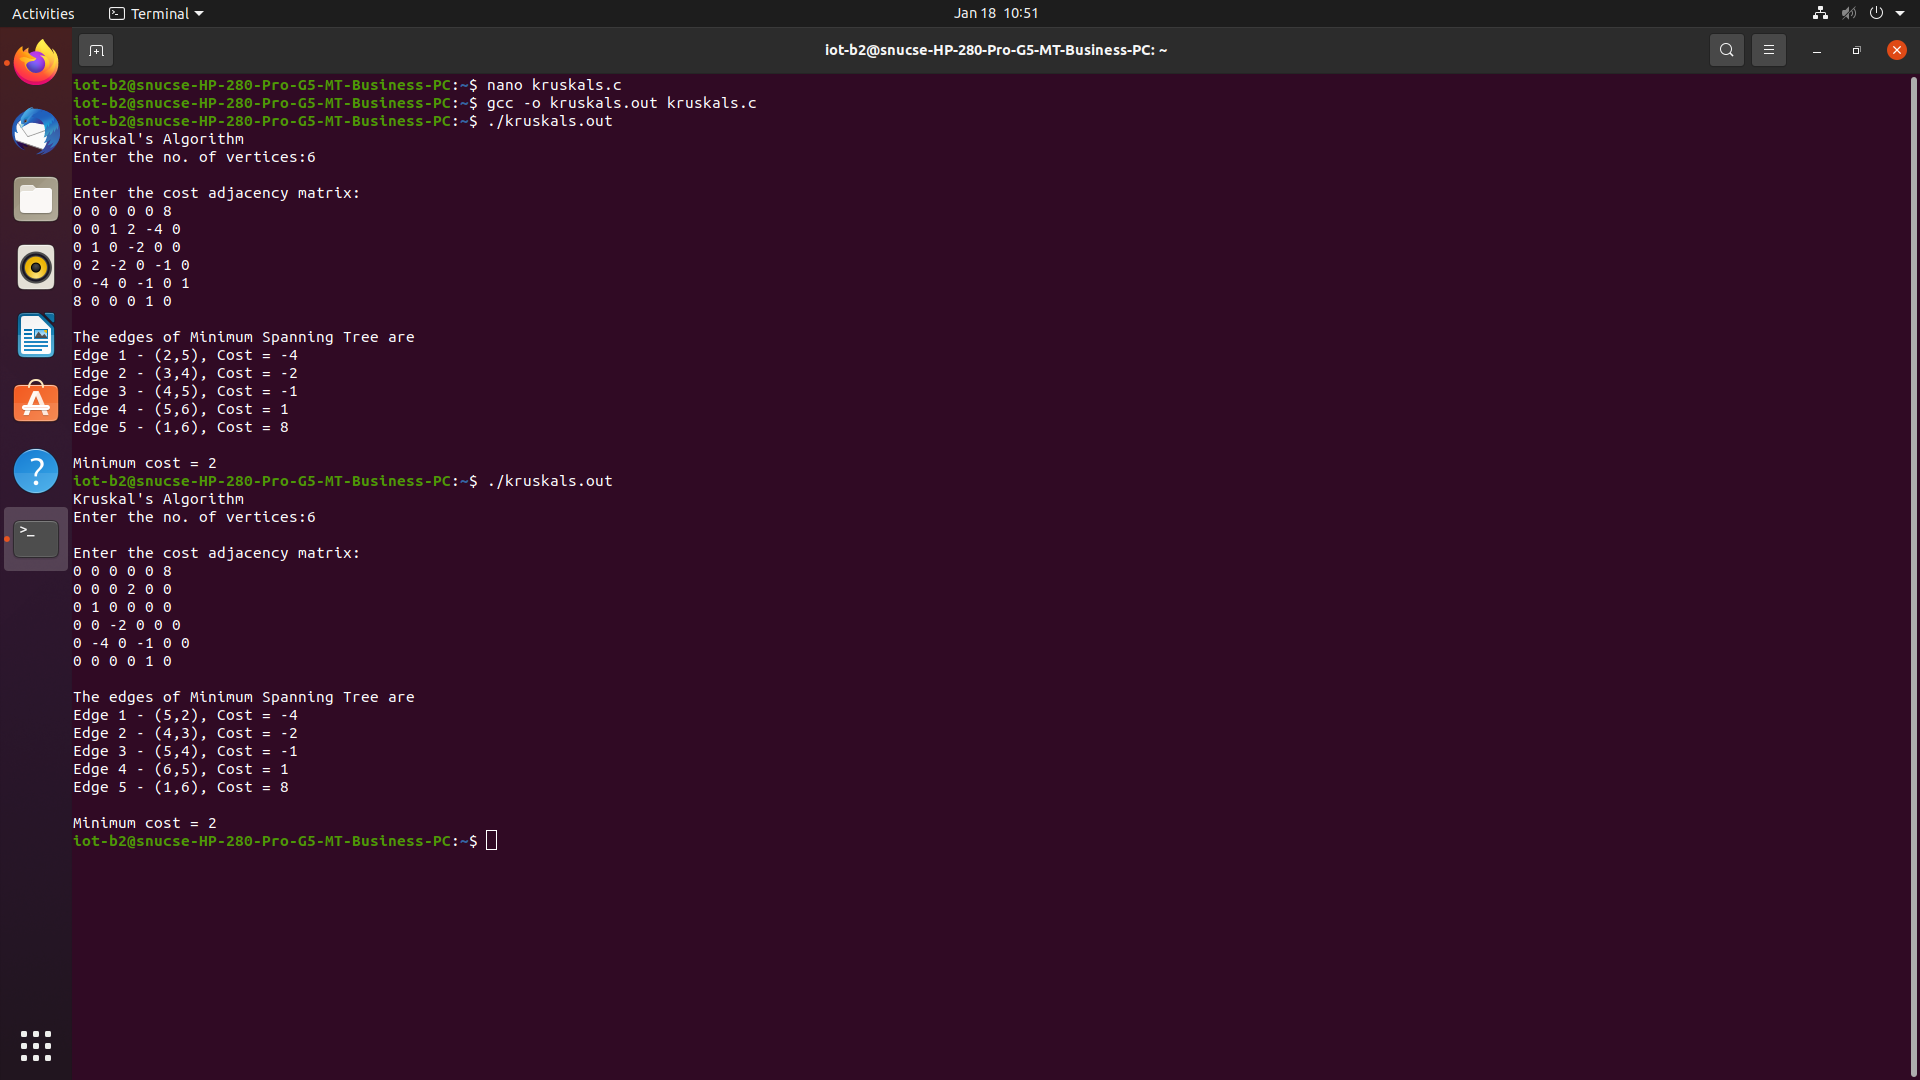 Activities
Terminal
Jan 18 10:51
iot-b2@snucse-HP-280-Pro-G5-MT-Business-PC: ~
iot-b2@snucse-HP-280-Pro-G5-MT-Business-PC:~$ nano kruskals.c
iot-b2@snucse-HP-280-Pro-G5-MT-Business-PC:~$ gcc -o kruskals.out kruskals.c
iot-b2@snucse-HP-280-Pro-G5-MT-Business-PC:~$ ./kruskals.out
Kruskal's Algorithm
Enter the no. of vertices:6
Enter the cost adjacency matrix:
0 0 0 0 0 8
0 0 1 2 -4 0
0 1 0 -2 0 0
0 2 -2 0 -1 0
0 -4 0 -1 0 1
8 0 0 0 1 0
The edges of Minimum Spanning Tree are
Edge 1 - (2,5), Cost = -4
Edge 2 - (3,4), Cost = -2
Edge 3 - (4,5), Cost = -1
Edge 4 - (5,6), Cost = 1
Edge 5 - (1,6), Cost = 8
Minimum cost = 2
iot-b2@snucse-HP-280-Pro-G5-MT-Business-PC:~$ ./kruskals.out
Kruskal's Algorithm
Enter the no. of vertices:6
Enter the cost adjacency matrix:
0 0 0 0 0 8
0 0 0 2 0 0
0 1 0 0 0 0
0 0 -2 0 0 0
0 -4 0 -1 0 0
0 0 0 0 1 0
The edges of Minimum Spanning Tree are
Edge 1 - (5,2), Cost = -4
Edge 2 - (4,3), Cost = -2
Edge 3 - (5,4), Cost = -1
Edge 4 - (6,5), Cost = 1
Edge 5 - (1,6), Cost = 8
Minimum cost = 2
iot-b2@snucse-HP-280-Pro-G5-MT-Business-PC:~$